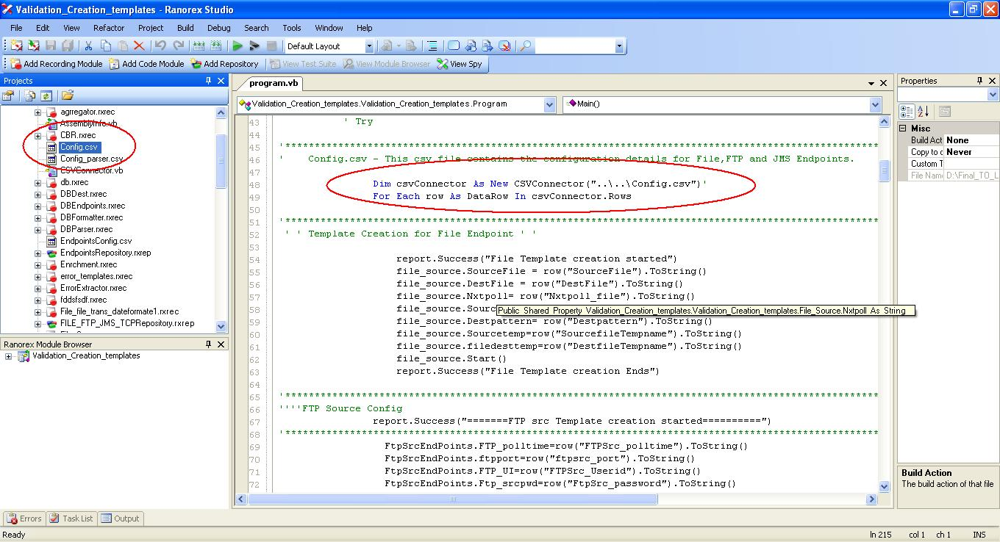 Validation_Creation_templates - Ranorex Studio
File Edit View Refactor Project Build Debug Search Tools Window Help
Default Layout
Add Recording Module Add Code Module Add Repository View Test Suite View Module Browser View Spy
Projects
agrregator.rxrec
AssemblyInfo.vb
CBR.rxrec
Config.csv
Config_parser.csv
CSVConnector.vb
db.rxrec
DBDest.rxrec
DBEndpoints.rxrec
DBFormatter.rxrec
DBParser.rxrec
EndpointsConfig.csv
EndpointsRepository.rxrep
Enrchment.rxrec
error_templates.rxrec
ErrorExtractor.rxrec
fddsfsdf.rxrec
File_file_trans_dateformate1.rxrec
FILE_FTP_JMS_TCPRepository.rxrep
Ranorex Module Browser
Validation_Creation_templates
program.vb
Validation_Creation_templates.Validation_Creation_templates.Program Main()
43 ' Try
44
45 '*****************************************************************************
46 ' Config.csv - This csv file contains the configuration details for File,FTP and JMS Endpoints.
47
48 Dim csvConnector As New CSVConnector("..\..\Config.csv")'
49 For Each row As DataRow In csvConnector.Rows
50
51 '*****************************************************************************
52 ' ' Template Creation for File Endpoint ' '
53
54 report.Success("File Template creation started")
55 file_source.SourceFile = row("SourceFile").ToString()
56 file_source.DestFile = row("DestFile").ToString()
57 file_source.Nxtpoll= row("Nxtpoll_file").ToString()
58 file_source.Sourc
Public Shared Property Validation_Creation_templates.Validation_Creation_templates.File_Source.Nxtpoll As String
59 file_source.Destpattern= row("Destpattern").ToString()
60 file_source.Sourcetemp=row("SourcefileTempname").ToString()
61 file_source.filedesttemp=row("DestfileTempname").ToString()
62 file_source.Start()
63 report.Success("File Template creation Ends")
64
65 '*****************************************************************************
66 ''''FTP Source Config
67 report.Success("=======FTP src Template creation started==========")
68 '*****************************************************************************
69 FtpSrcEndPoints.FTP_polltime=row("FTPSrc_polltime").ToString()
70 FtpSrcEndPoints.ftpport=row("ftpsrc_port").ToString()
71 FtpSrcEndPoints.FTP_UI=row("FTPSrc_Userid").ToString()
72 FtpSrcEndPoints.Ftp_srcpwd=row("FtpSrc_password").ToString()
Properties
Misc
Build Act None
Copy to o Never
Custom T
File Name D:\Final_TO_L
Build Action
The build action of that file
Errors Task List Output
Ready ln 215 col 1 ch 1 INS